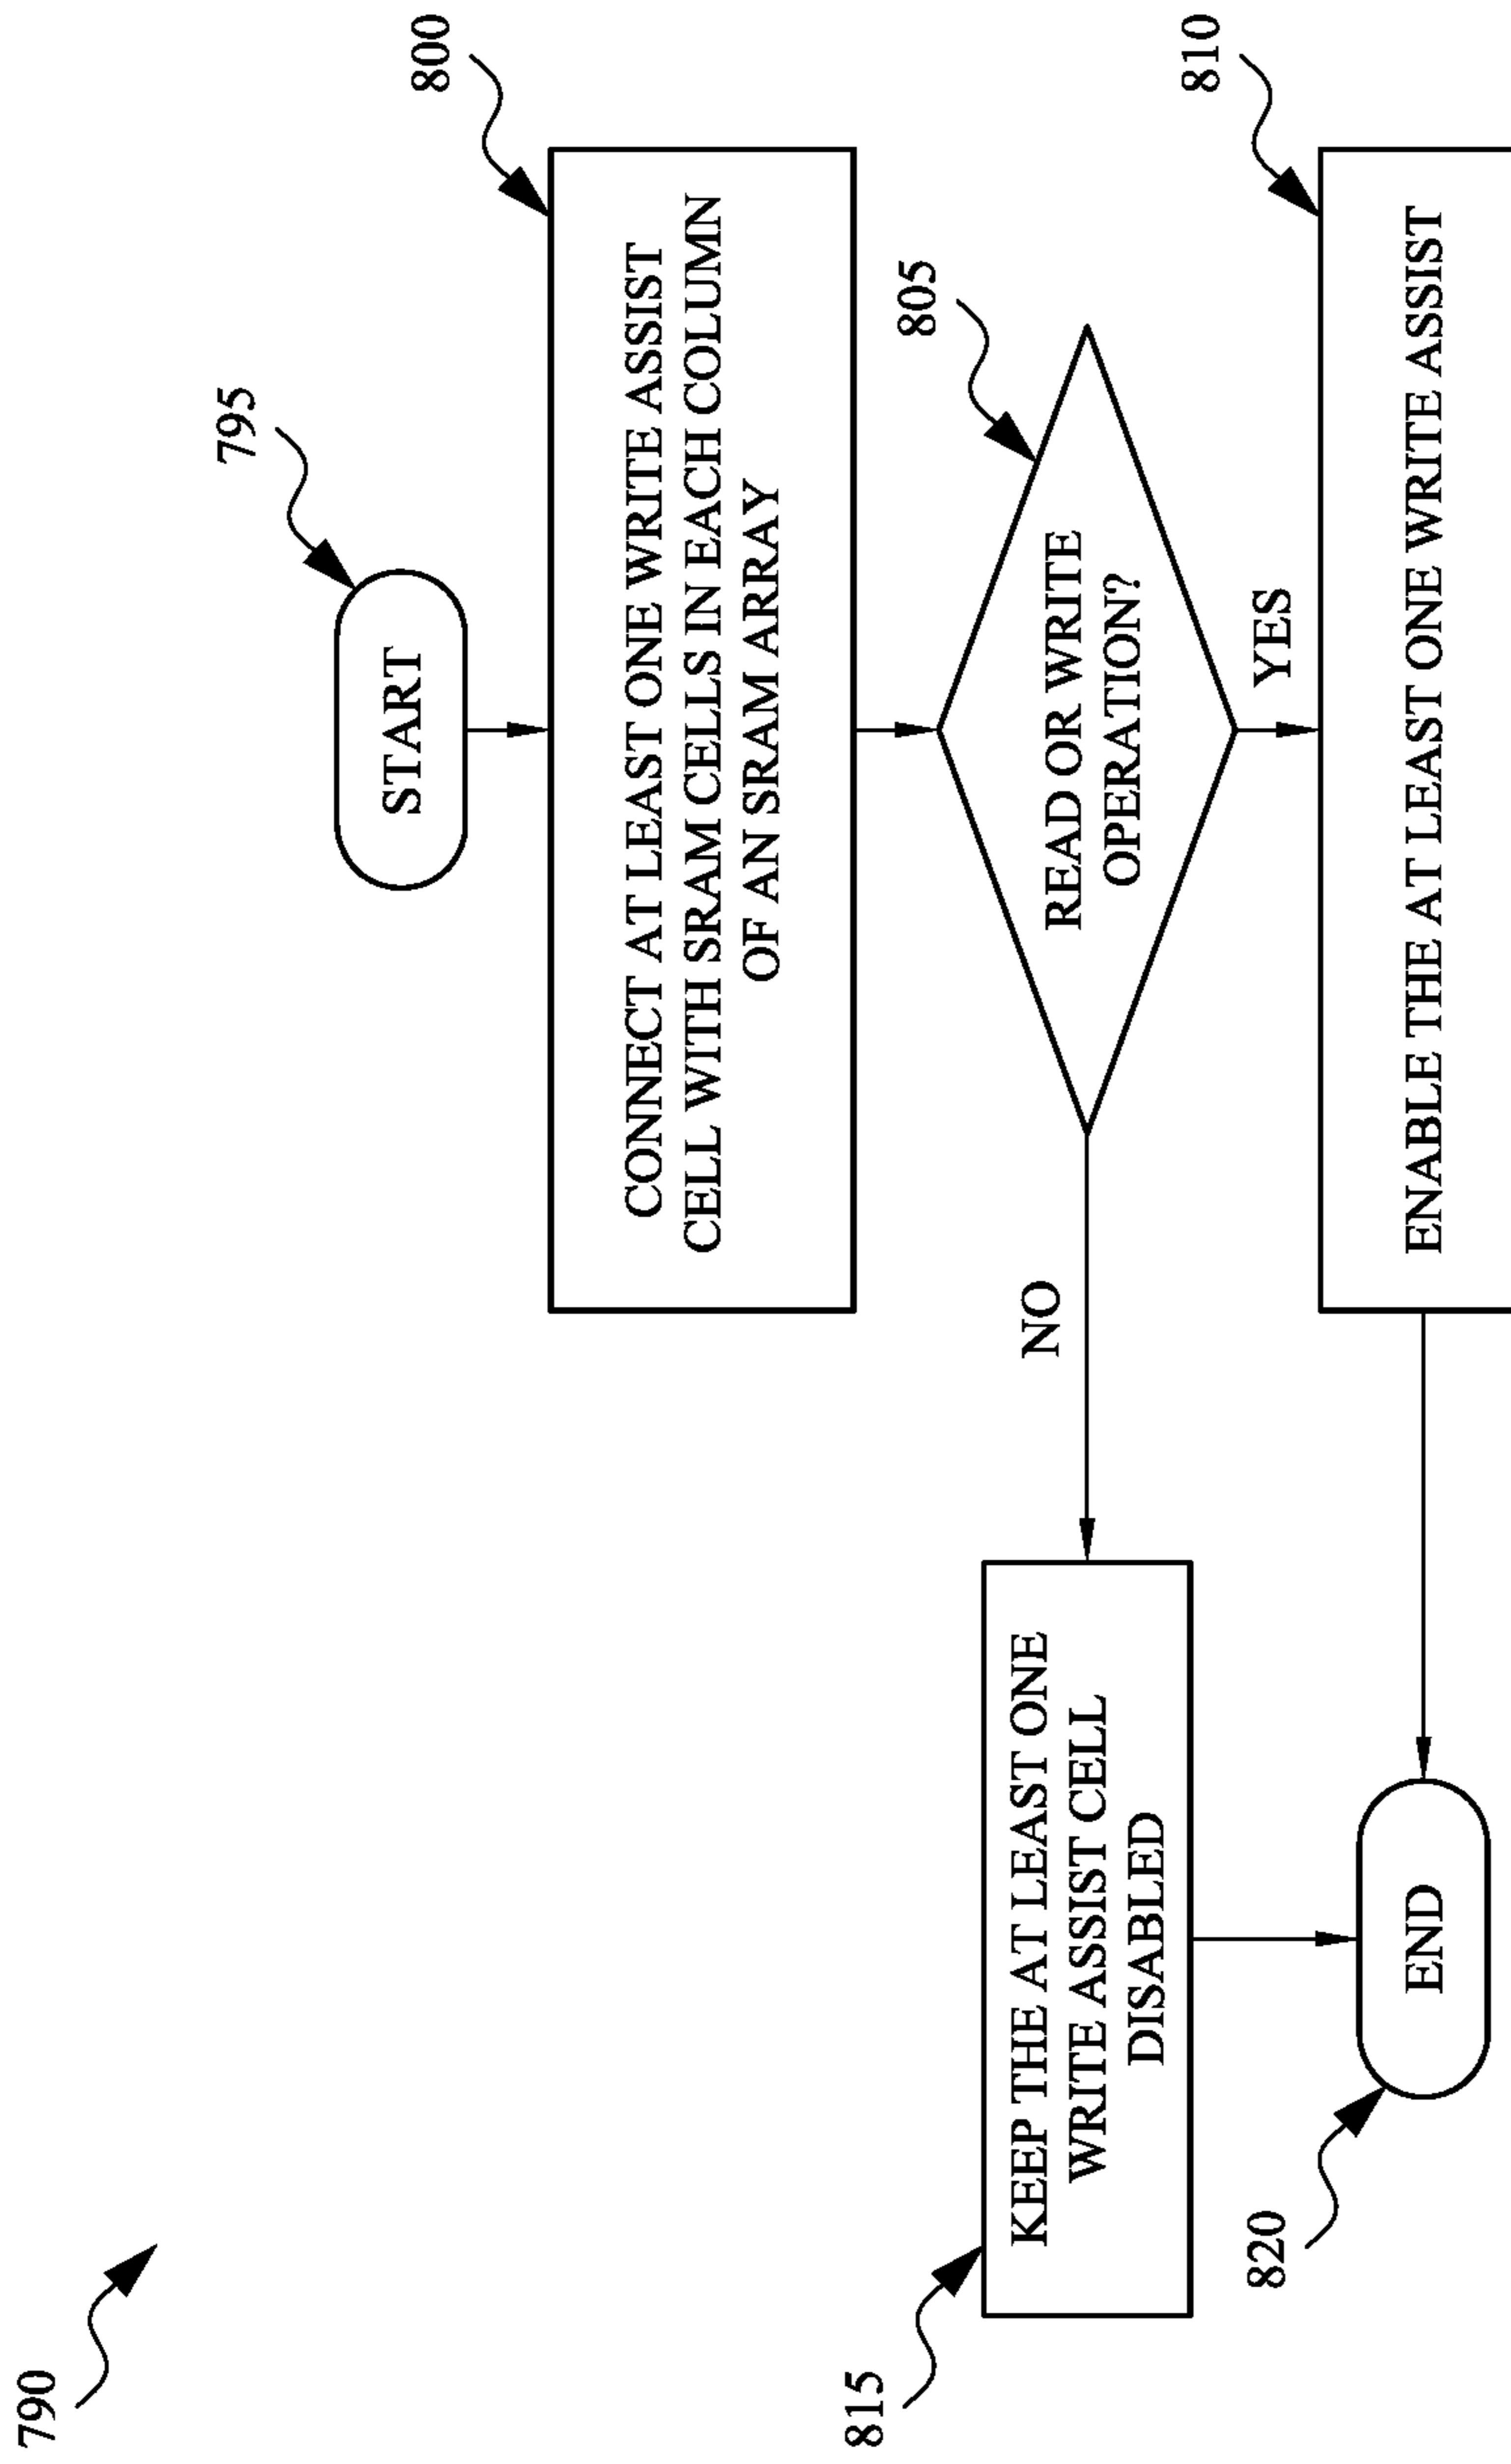 790
795
START
800
CONNECT AT LEAST ONE WRITE ASSIST
CELL WITH SRAM CELLS IN EACH COLUMN
OF AN SRAM ARRAY
805
READ OR WRITE
OPERATION?
NO
YES
815
KEEP THE AT LEAST ONE
WRITE ASSIST CELL
DISABLED
810
ENABLE THE AT LEAST ONE WRITE ASSIST
820
END